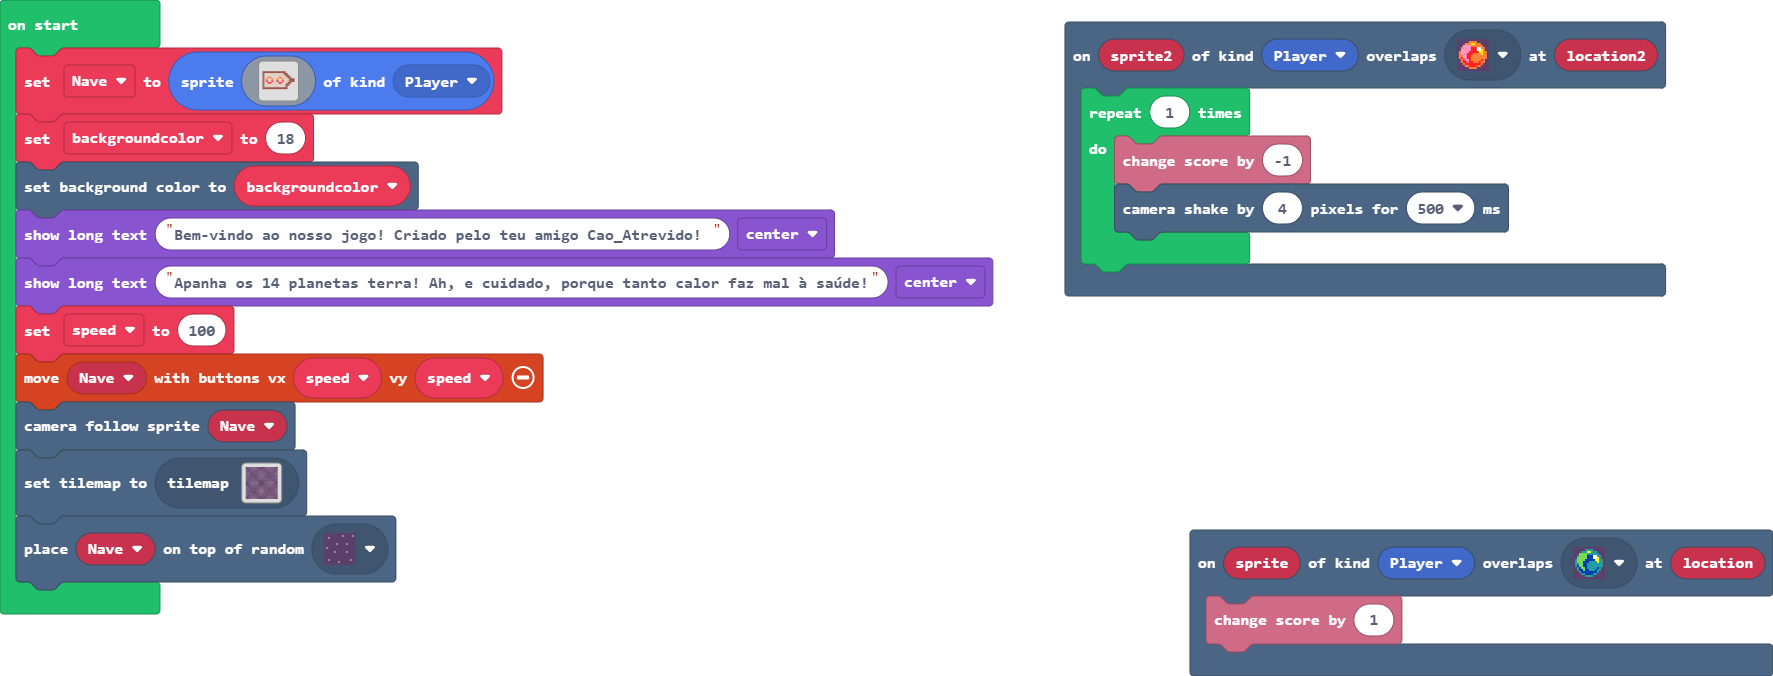 on start
set Nave to sprite of kind Player
set backgroundcolor to 18
set background color to backgroundcolor
show long text "Bem-vindo ao nosso jogo! Criado pelo teu amigo Cao_Atrevido! " center
show long text "Apanha os 14 planetas terra! Ah, e cuidado, porque tanto calor faz mal à saúde!" center
set speed to 100
move Nave with buttons vx speed vy speed
camera follow sprite Nave
set tilemap to tilemap
place Nave on top of random
on sprite2 of kind Player overlaps at location2
repeat 1 times
do
change score by -1
camera shake by 4 pixels for 500 ms
on sprite of kind Player overlaps at location
change score by 1